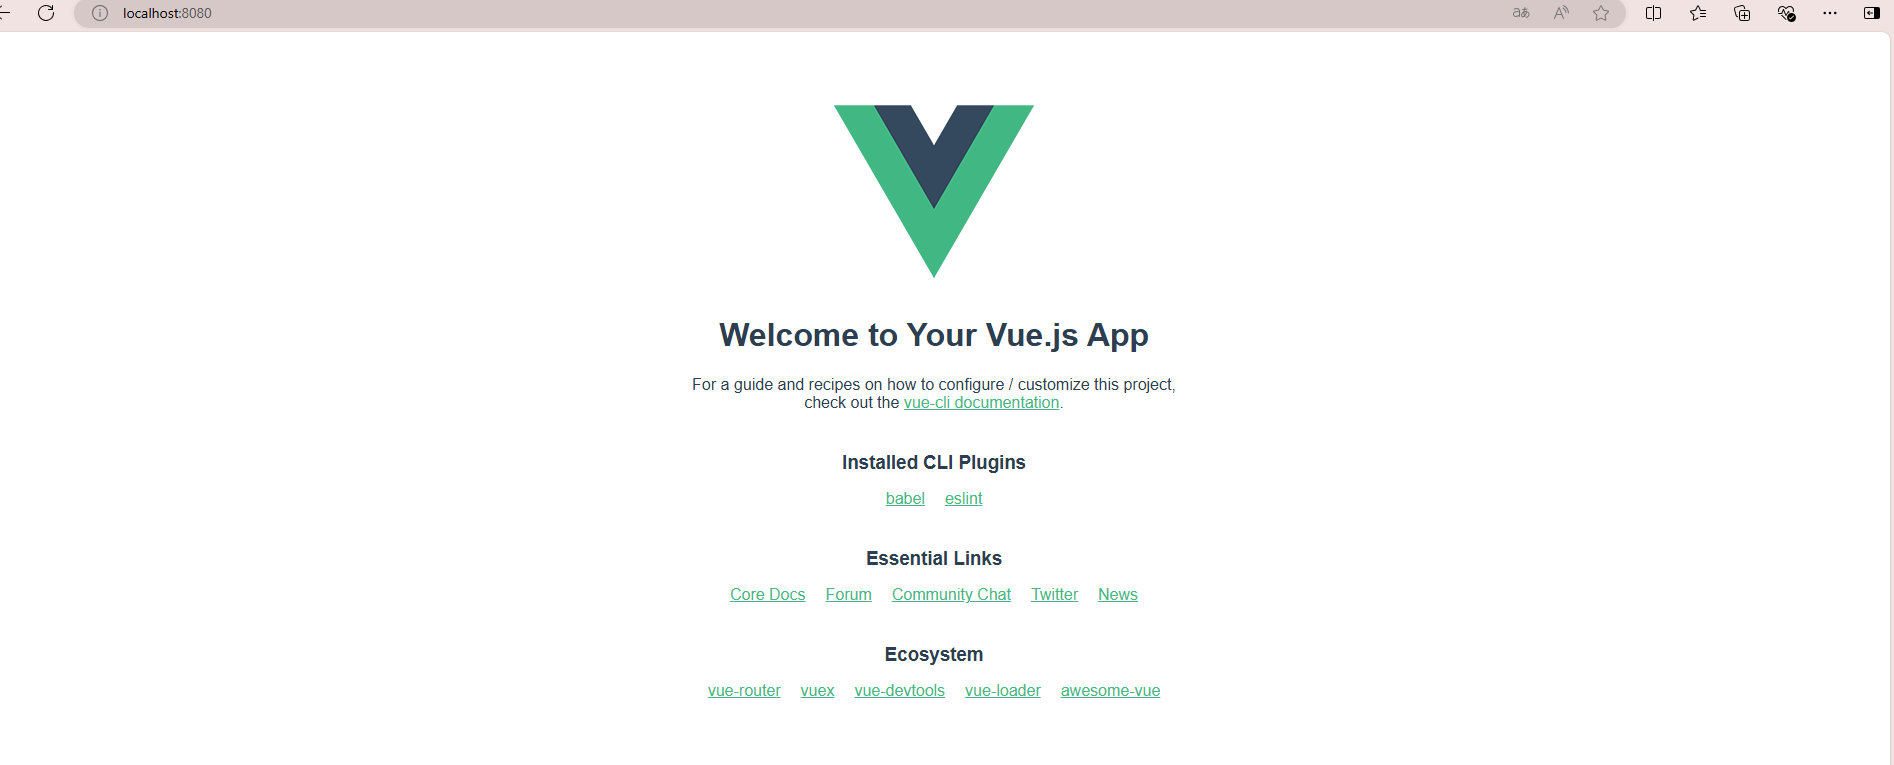 localhost:8080
Welcome to Your Vue.js App
For a guide and recipes on how to configure / customize this project,
check out the vue-cli documentation.
Installed CLI Plugins
babel eslint
Essential Links
Core Docs Forum Community Chat Twitter News
Ecosystem
vue-router vuex vue-devtools vue-loader awesome-vue